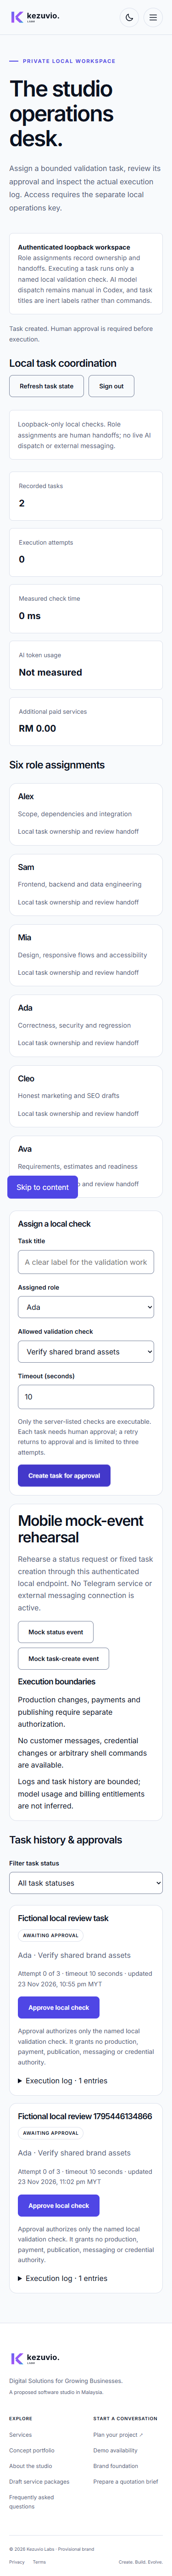 kezuvio.
LABS
PRIVATE LOCAL WORKSPACE
The studio
operations
desk.
Assign a bounded validation task, review its
approval and inspect the actual execution
log. Access requires the separate local
operations key.
Authenticated loopback workspace
Role assignments record ownership and
handoffs. Executing a task runs only a
named local validation check. AI model
dispatch remains manual in Codex, and task
titles are inert labels rather than commands.
Task created. Human approval is required before
execution.
Local task coordination
Refresh task state
Sign out
Loopback-only local checks. Role
assignments are human handoffs; no live AI
dispatch or external messaging.
Recorded tasks
2
Execution attempts
0
Measured check time
0 ms
AI token usage
Not measured
Additional paid services
RM 0.00
Six role assignments
Alex
Scope, dependencies and integration
Local task ownership and review handoff
Sam
Frontend, backend and data engineering
Local task ownership and review handoff
Mia
Design, responsive flows and accessibility
Local task ownership and review handoff
Ada
Correctness, security and regression
Local task ownership and review handoff
Cleo
Honest marketing and SEO drafts
Local task ownership and review handoff
Ava
Requirements, estimates and readiness
Skip to content
and review handoff
Assign a local check
Task title
A clear label for the validation work
Assigned role
Ada
Allowed validation check
Verify shared brand assets
Timeout (seconds)
10
Only the server-listed checks are executable.
Each task needs human approval; a retry
returns to approval and is limited to three
attempts.
Create task for approval
Mobile mock-event
rehearsal
Rehearse a status request or fixed task
creation through this authenticated
local endpoint. No Telegram service or
external messaging connection is
active.
Mock status event
Mock task-create event
Execution boundaries
Production changes, payments and
publishing require separate
authorization.
No customer messages, credential
changes or arbitrary shell commands
are available.
Logs and task history are bounded;
model usage and billing entitlements
are not inferred.
Task history & approvals
Filter task status
All task statuses
Fictional local review task
AWAITING APPROVAL
Ada · Verify shared brand assets
Attempt 0 of 3 · timeout 10 seconds · updated
23 Nov 2026, 10:55 pm MYT
Approve local check
Approval authorizes only the named local
validation check. It grants no production,
payment, publication, messaging or credential
authority.
Execution log · 1 entries
Fictional local review 1795446134866
AWAITING APPROVAL
Ada · Verify shared brand assets
Attempt 0 of 3 · timeout 10 seconds · updated
23 Nov 2026, 11:02 pm MYT
Approve local check
Approval authorizes only the named local
validation check. It grants no production,
payment, publication, messaging or credential
authority.
Execution log · 1 entries
kezuvio.
LABS
Digital Solutions for Growing Businesses.
A proposed software studio in Malaysia.
EXPLORE
Services
Concept portfolio
About the studio
Draft service packages
Frequently asked
questions
START A CONVERSATION
Plan your project ↗
Demo availability
Brand foundation
Prepare a quotation brief
© 2026 Kezuvio Labs · Provisional brand
Privacy Terms
Create. Build. Evolve.